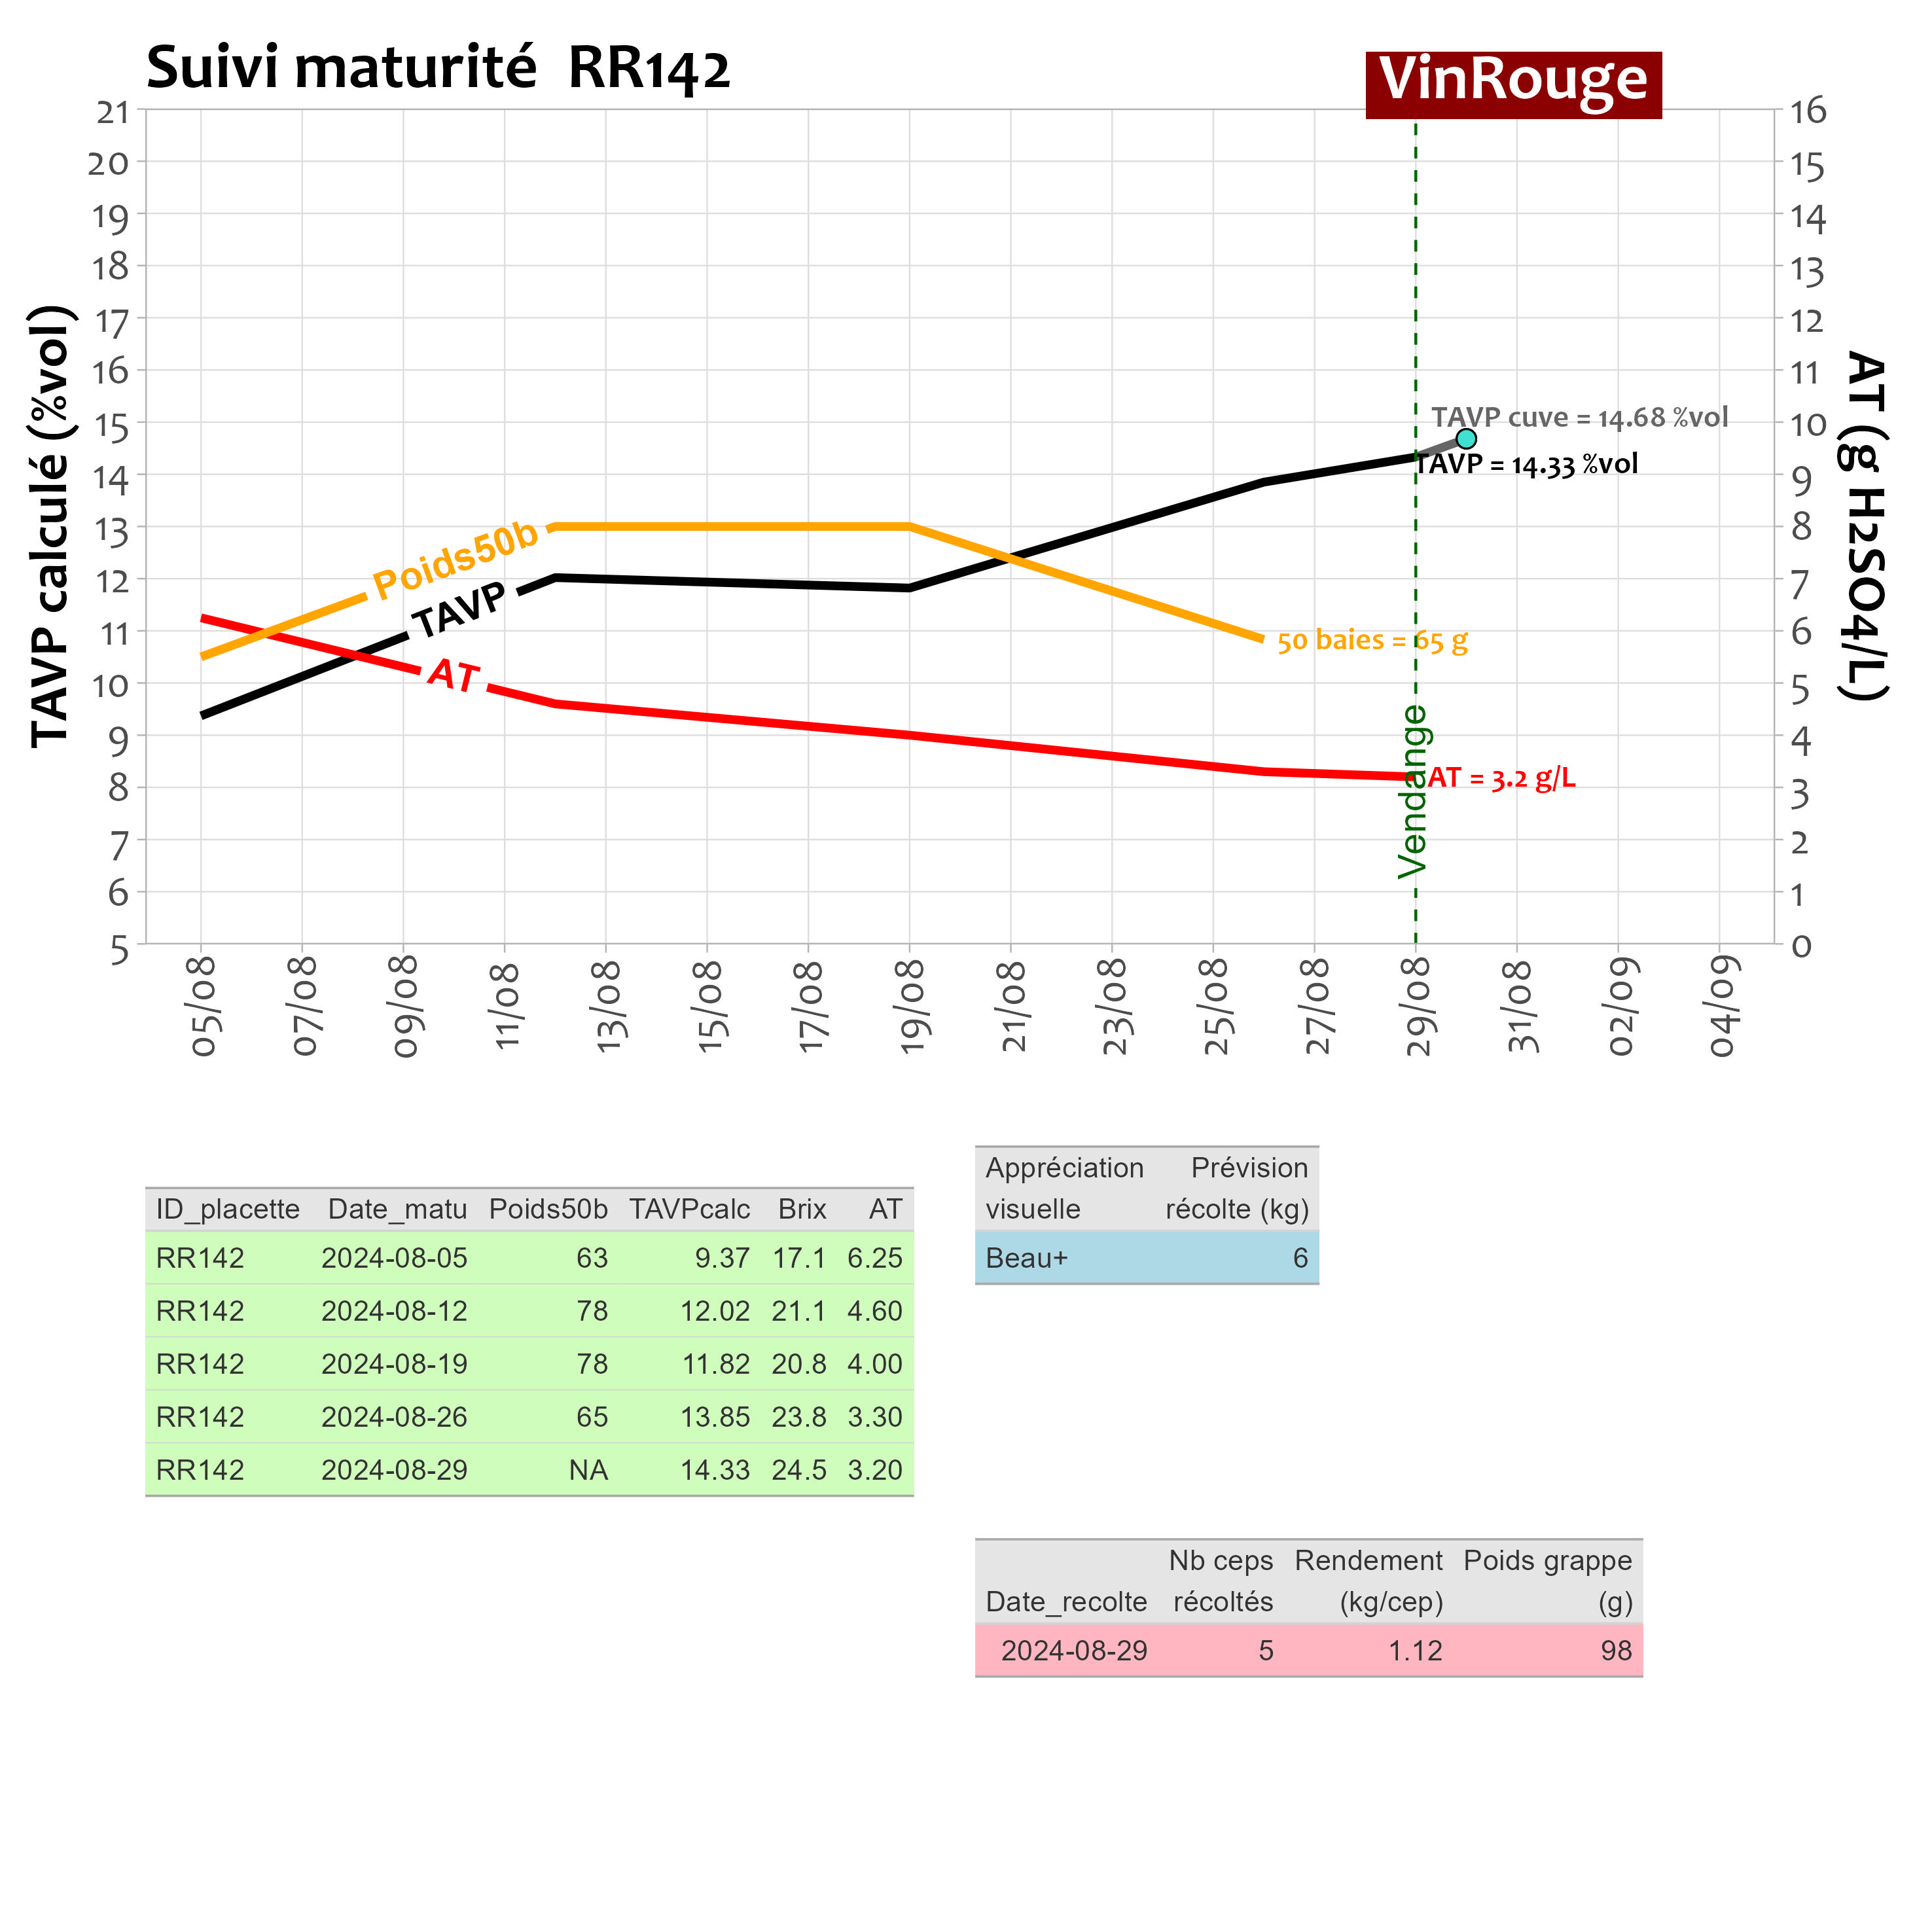 Suivi maturité RR142
VinRouge
TAVP calculé (%vol)
21
20
19
18
17
16
15
14
13
12
11
10
9
8
7
6
5
16
15
14
13
12
11
10
9
8
7
6
5
4
3
2
1
0
AT (g H2SO4/L)
TAVP cuve = 14.68 %vol
TAVP = 14.33 %vol
Poids50b
TAVP
AT
50 baies = 65 g
AT = 3.2 g/L
Vendange
05/08 07/08 09/08 11/08 13/08 15/08 17/08 19/08 21/08 23/08 25/08 27/08 29/08 31/08 02/09 04/09
ID_placette Date_matu Poids50b TAVPcalc Brix AT
RR142 2024-08-05 63 9.37 17.1 6.25
RR142 2024-08-12 78 12.02 21.1 4.60
RR142 2024-08-19 78 11.82 20.8 4.00
RR142 2024-08-26 65 13.85 23.8 3.30
RR142 2024-08-29 NA 14.33 24.5 3.20
Appréciation Prévision
visuelle récolte (kg)
Beau+ 6
Nb ceps Rendement Poids grappe
Date_recolte récoltés (kg/cep) (g)
2024-08-29 5 1.12 98